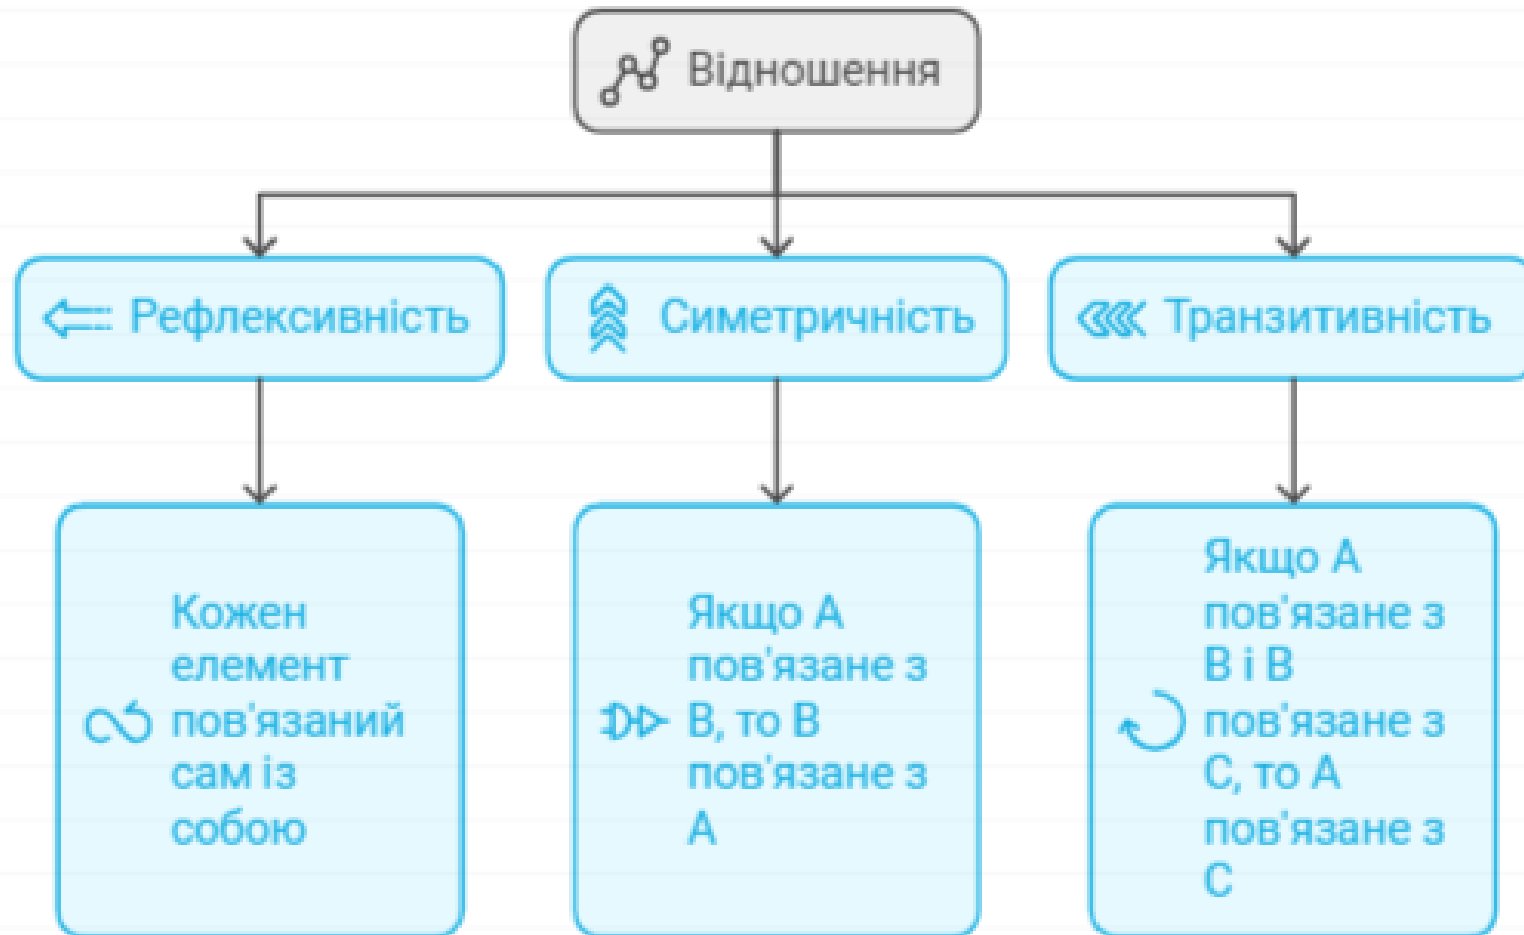 Відношення
Рефлексивність
Симетричність
Транзитивність
Кожен
елемент
пов'язаний
сам із
собою
Якщо А
пов'язане з
В, то В
пов'язане з
А
Якщо А
пов'язане з
В і В
пов'язане з
С, то А
пов'язане з
С